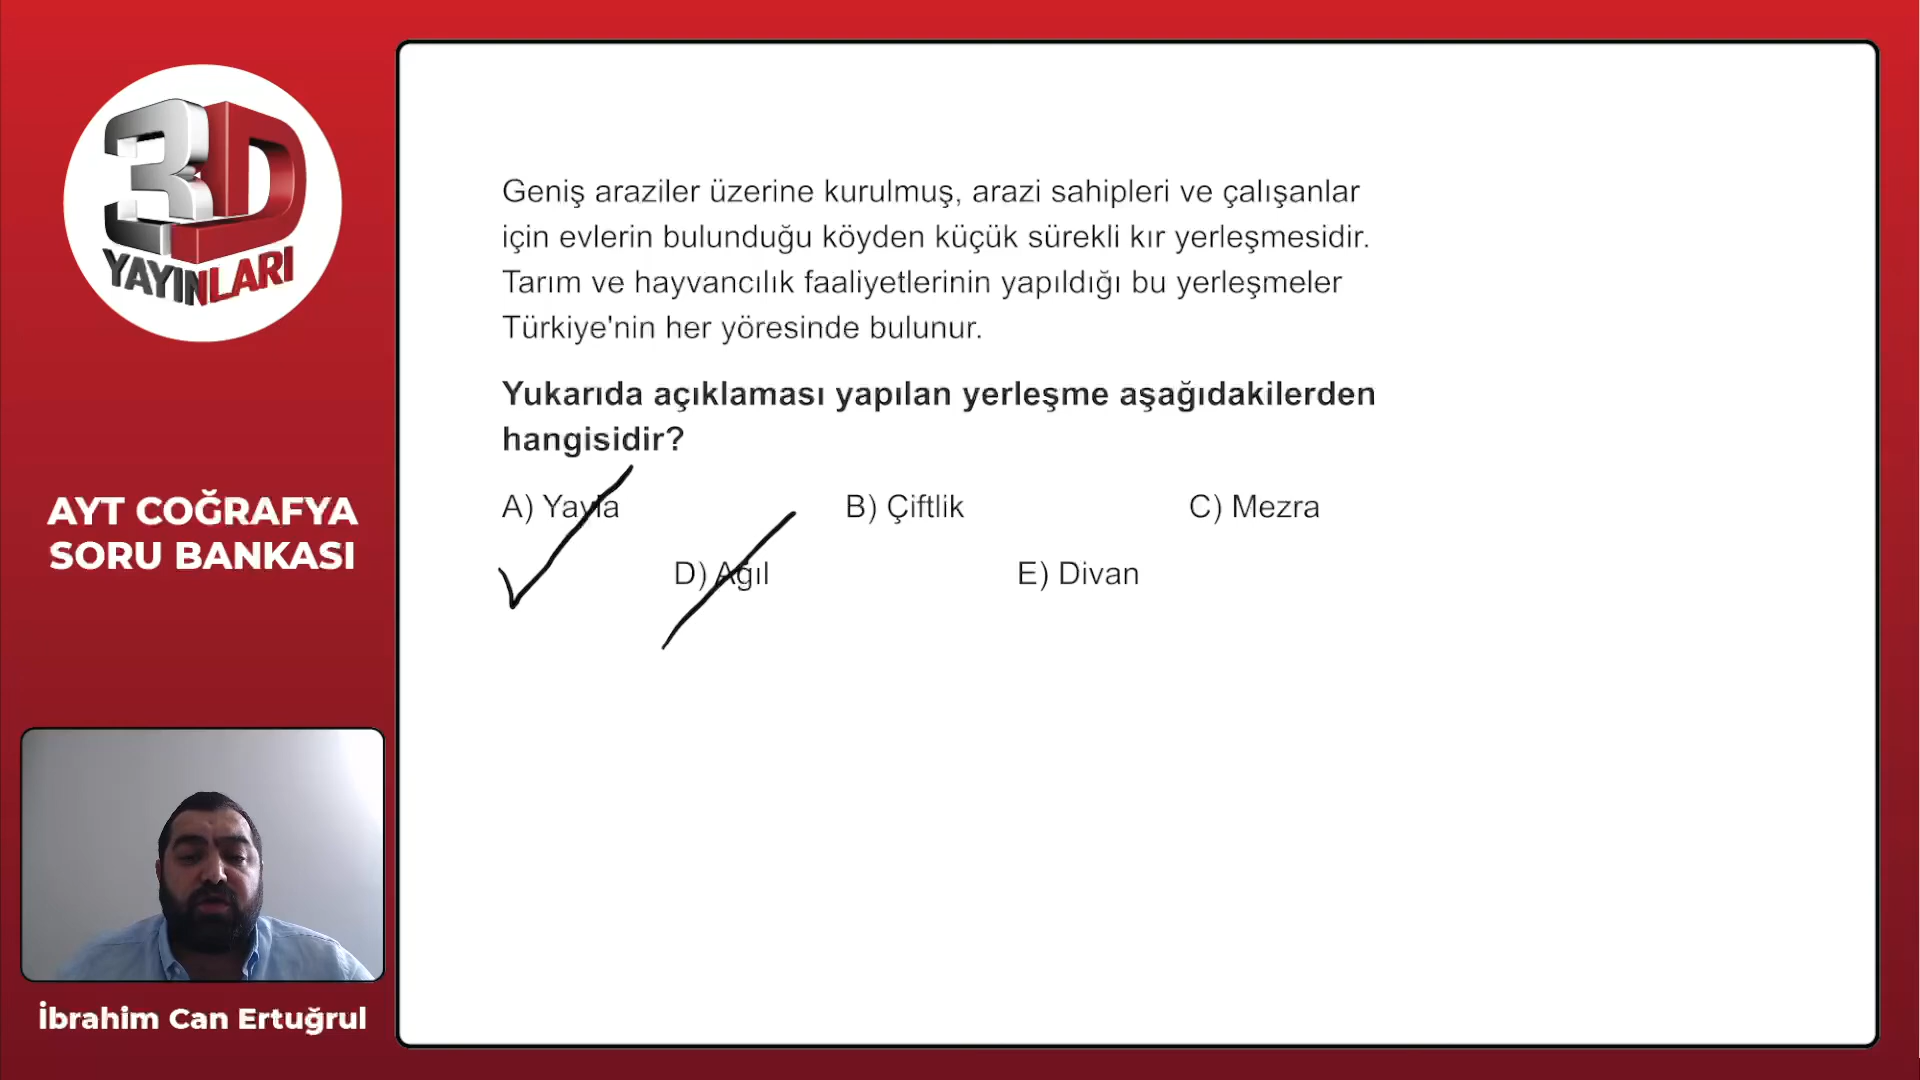 3D
YAYINLARI
AYT COĞRAFYA
SORU BANKASI
İbrahim Can Ertuğrul
Geniş araziler üzerine kurulmuş, arazi sahipleri ve çalışanlar
için evlerin bulunduğu köyden küçük sürekli kır yerleşmesidir.
Tarım ve hayvancılık faaliyetlerinin yapıldığı bu yerleşmeler
Türkiye'nin her yöresinde bulunur.
Yukarıda açıklaması yapılan yerleşme aşağıdakilerden
hangisidir?
A) Yayla B) Çiftlik C) Mezra
D) Ağıl E) Divan